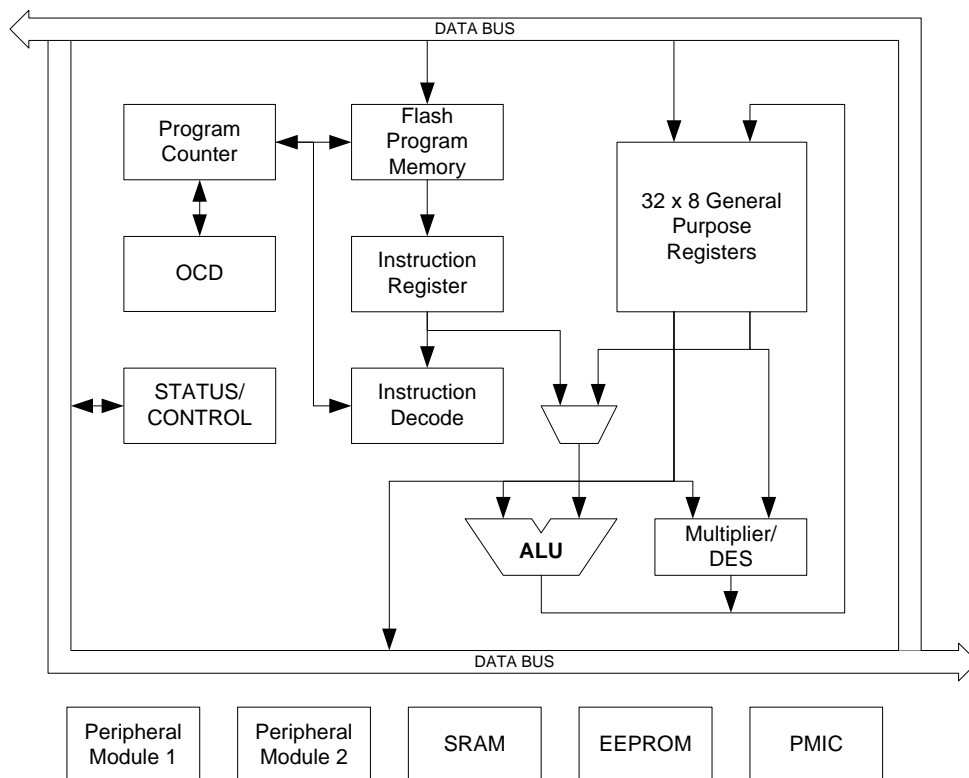 DATA BUS
Program
Counter
Flash
Program
Memory
32 x 8 General
Purpose
Registers
OCD
Instruction
Register
STATUS/
CONTROL
Instruction
Decode
ALU
Multiplier/
DES
DATA BUS
Peripheral
Module 1
Peripheral
Module 2
SRAM
EEPROM
PMIC